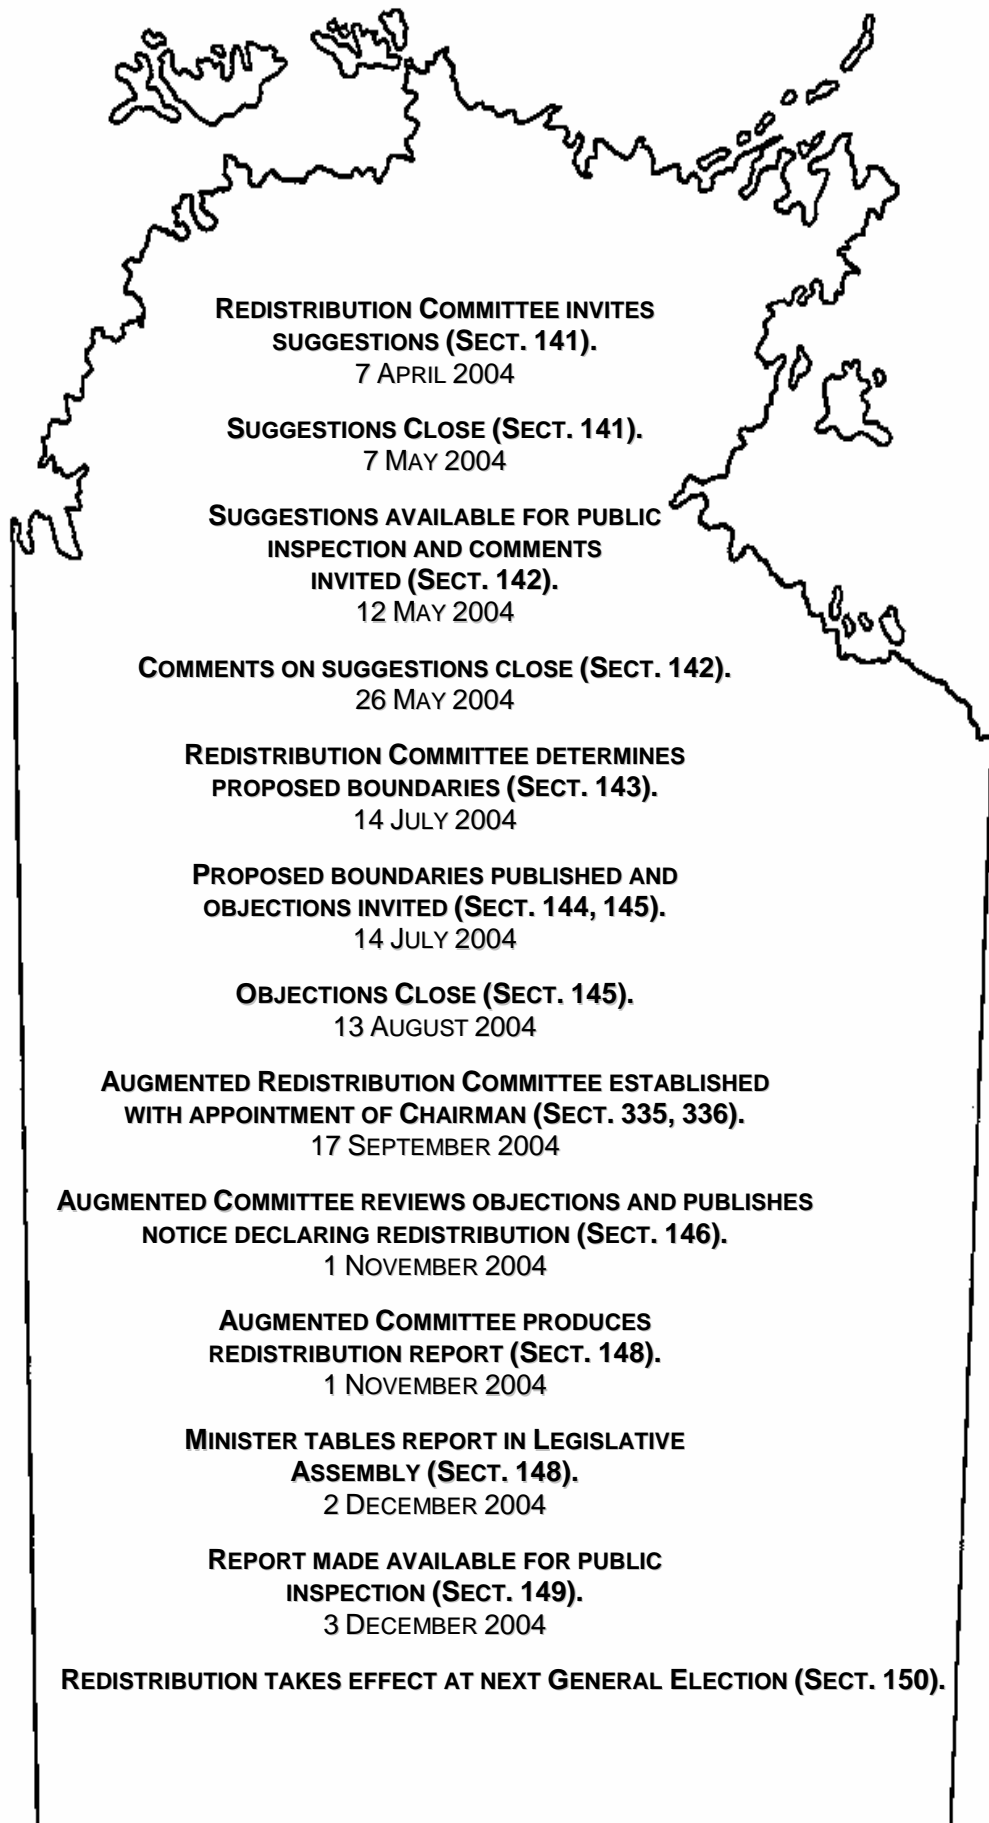 REDISTRIBUTION COMMITTEE INVITES
SUGGESTIONS (SECT. 141).
7 APRIL 2004
SUGGESTIONS CLOSE (SECT. 141).
7 MAY 2004
SUGGESTIONS AVAILABLE FOR PUBLIC
INSPECTION AND COMMENTS
INVITED (SECT. 142).
12 MAY 2004
COMMENTS ON SUGGESTIONS CLOSE (SECT. 142).
26 MAY 2004
REDISTRIBUTION COMMITTEE DETERMINES
PROPOSED BOUNDARIES (SECT. 143).
14 JULY 2004
PROPOSED BOUNDARIES PUBLISHED AND
OBJECTIONS INVITED (SECT. 144, 145).
14 JULY 2004
OBJECTIONS CLOSE (SECT. 145).
13 AUGUST 2004
AUGMENTED REDISTRIBUTION COMMITTEE ESTABLISHED
WITH APPOINTMENT OF CHAIRMAN (SECT. 335, 336).
17 SEPTEMBER 2004
AUGMENTED COMMITTEE REVIEWS OBJECTIONS AND PUBLISHES
NOTICE DECLARING REDISTRIBUTION (SECT. 146).
1 NOVEMBER 2004
AUGMENTED COMMITTEE PRODUCES
REDISTRIBUTION REPORT (SECT. 148).
1 NOVEMBER 2004
MINISTER TABLES REPORT IN LEGISLATIVE
ASSEMBLY (SECT. 148).
2 DECEMBER 2004
REPORT MADE AVAILABLE FOR PUBLIC
INSPECTION (SECT. 149).
3 DECEMBER 2004
REDISTRIBUTION TAKES EFFECT AT NEXT GENERAL ELECTION (SECT. 150).